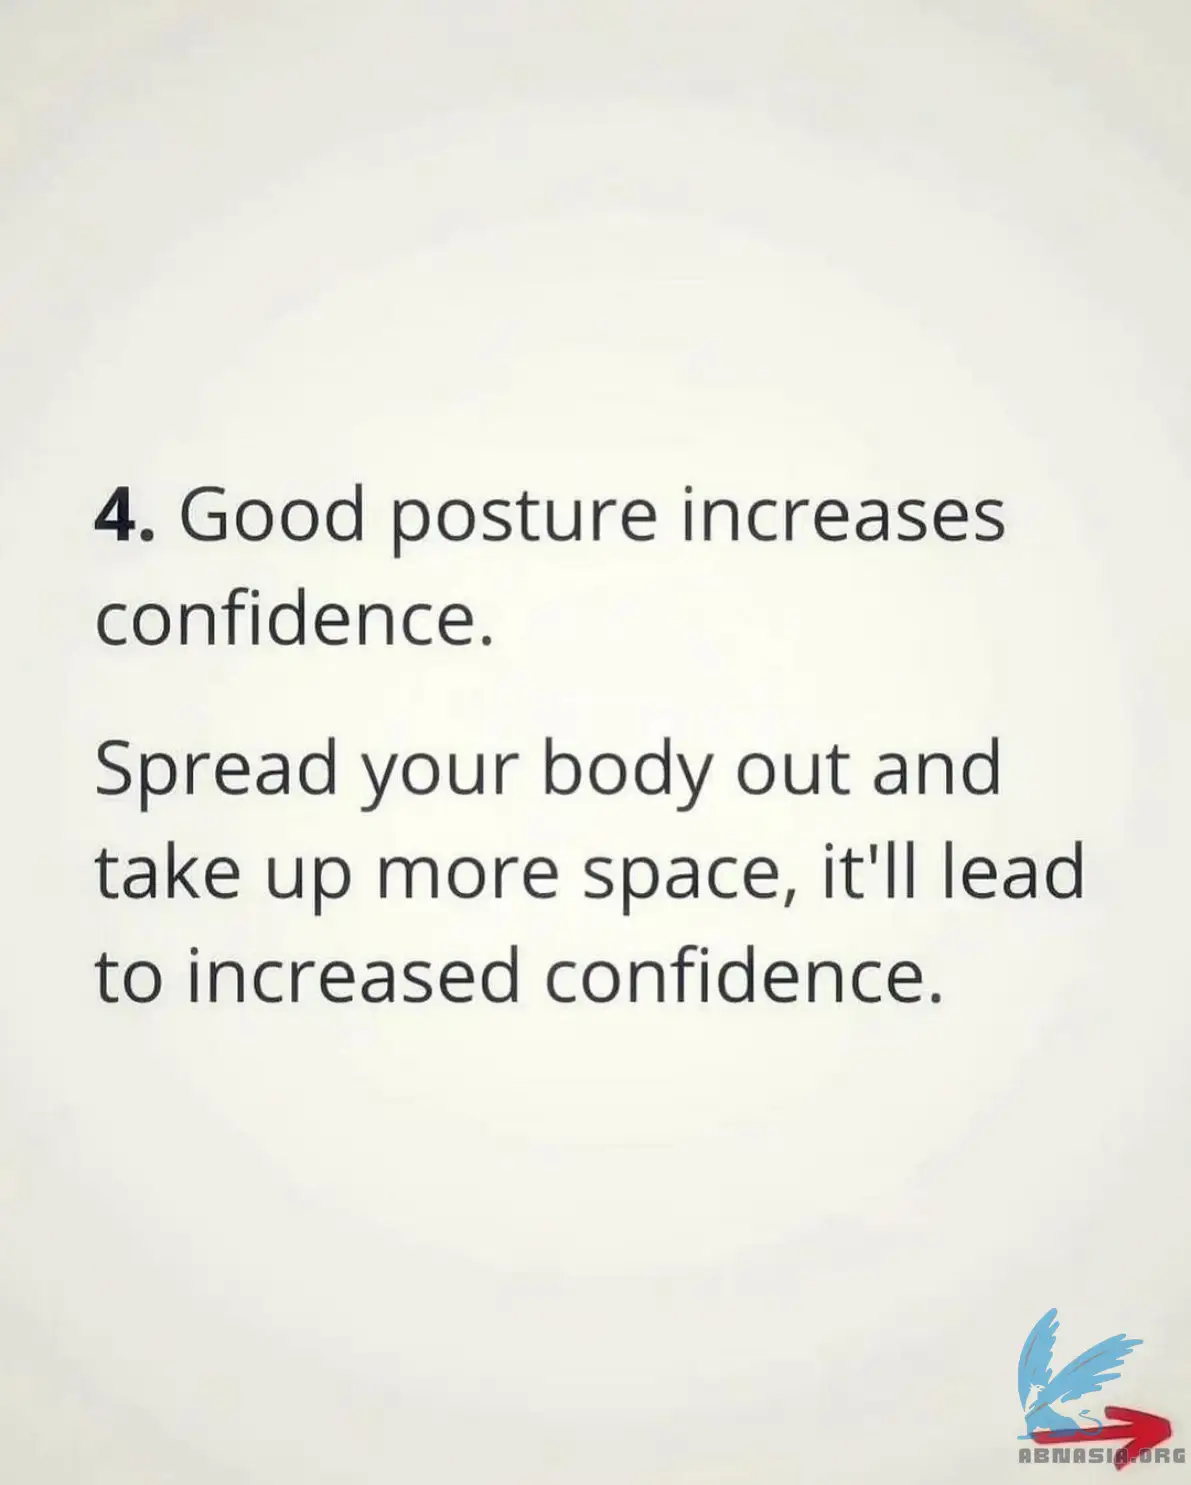 4. Good posture increases
confidence.
Spread your body out and
take up more space, it'll lead
to increased confidence.
ABNASIA.ORG